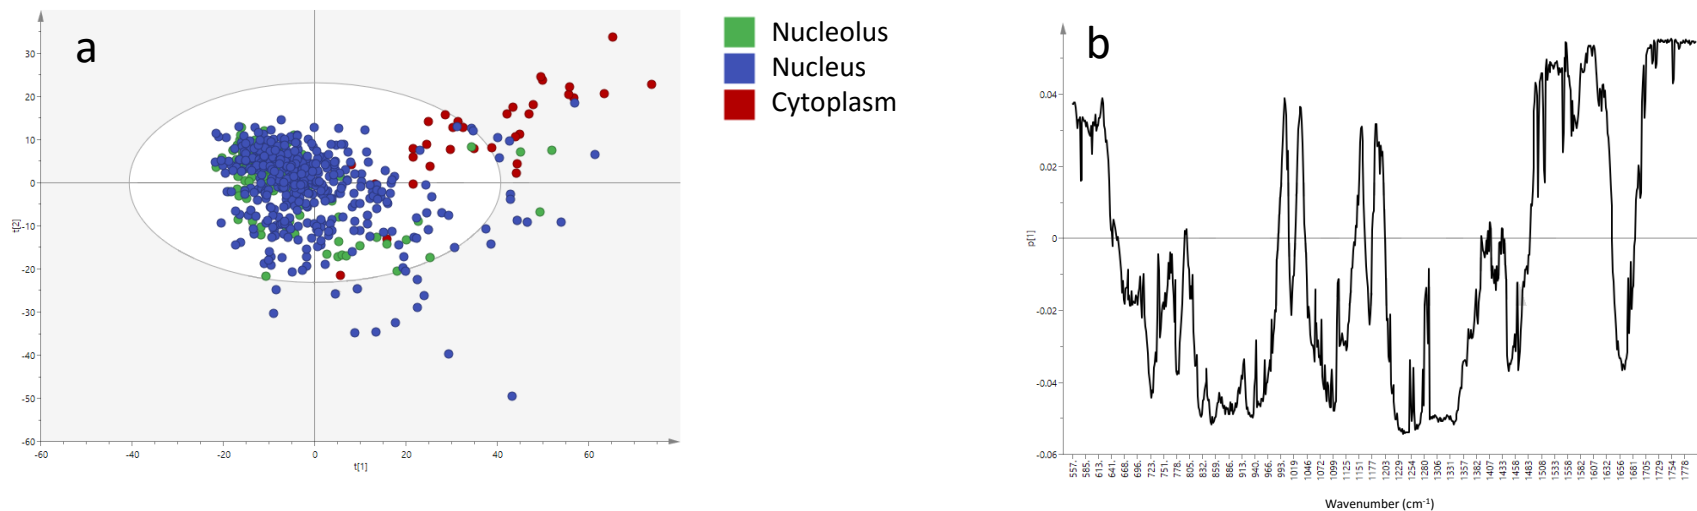 a
Nucleolus
Nucleus
Cytoplasm
30
20
10
0
-10
-20
-30
-40
-50
-60
t[2]
-60 -40 -20 0 20 40 60
t[1]
b
0.04
0.02
0
-0.02
-0.04
-0.06
p[1]
557. 585. 613. 641. 668. 696. 723. 751. 778. 805. 832. 859. 886. 913. 940. 966. 993. 1019 1046 1072 1099 1125 1151 1177 1203 1229 1254 1280 1306 1331 1357 1382 1407 1433 1458 1483 1508 1533 1558 1582 1607 1632 1656 1681 1705 1729 1754 1778
Wavenumber (cm⁻¹)